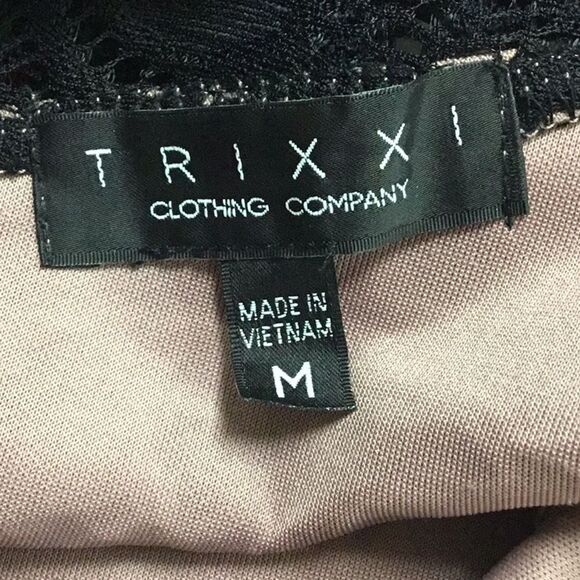 TRIXXI
CLOTHING COMPANY
MADE IN
VIETNAM
M